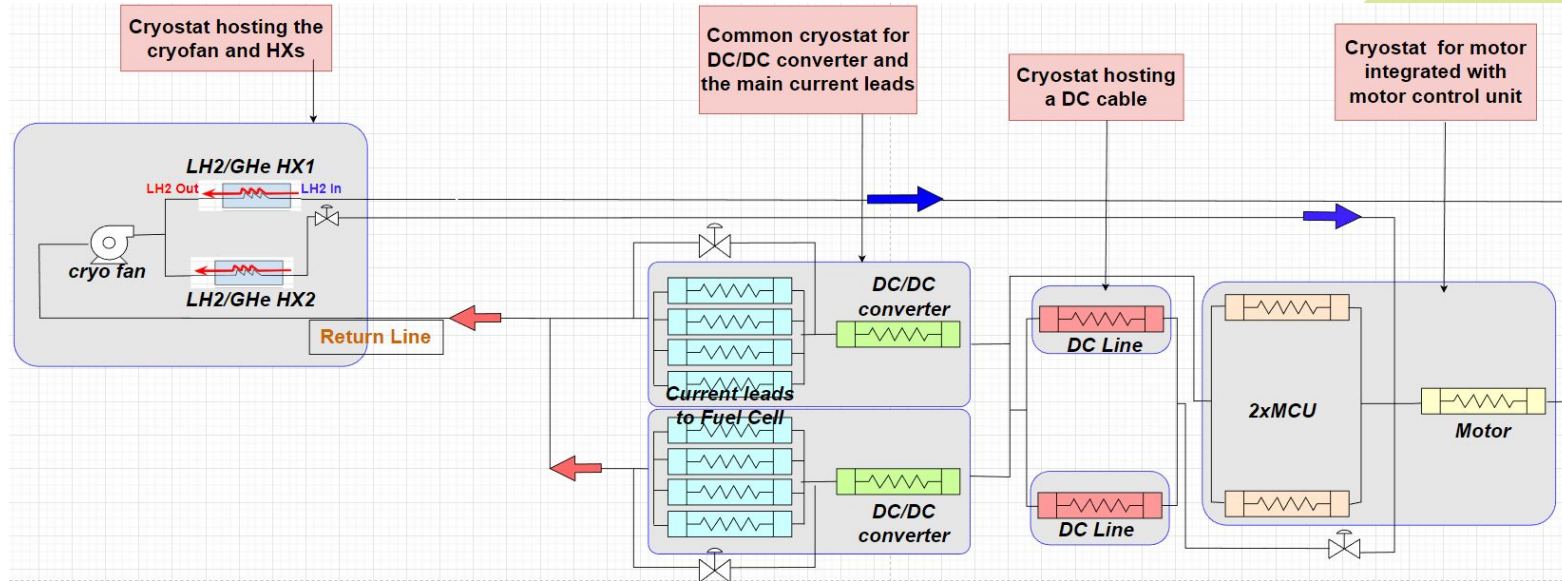 Cryostat hosting the
cryofan and HXs
Common cryostat for
DC/DC converter and
the main current leads
Cryostat hosting
a DC cable
Cryostat for motor
integrated with
motor control unit
LH2/GHe HX1
LH2 Out
LH2 In
cryo fan
LH2/GHe HX2
Return Line
DC/DC
converter
Current leads
to Fuel Cell
DC/DC
converter
DC Line
DC Line
2xMCU
Motor